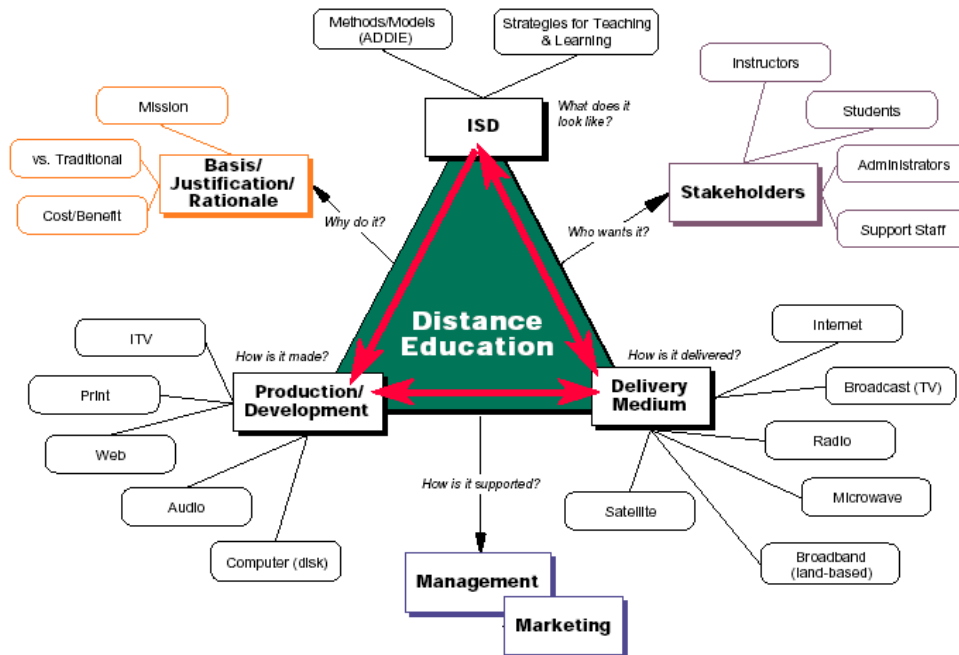 Methods/Models
(ADDIE)
Strategies for Teaching
& Learning
Instructors
Mission
What does it
look like?
ISD
Students
vs. Traditional
Basis/
Justification/
Rationale
Administrators
Stakeholders
Cost/Benefit
Why do it?
Who wants it?
Support Staff
Distance
Education
ITV
How is it made?
How is it delivered?
Internet
Print
Production/
Development
Delivery
Medium
Broadcast (TV)
Web
Radio
Audio
How is it supported?
Satellite
Microwave
Computer (disk)
Broadband
(land-based)
Management
Marketing